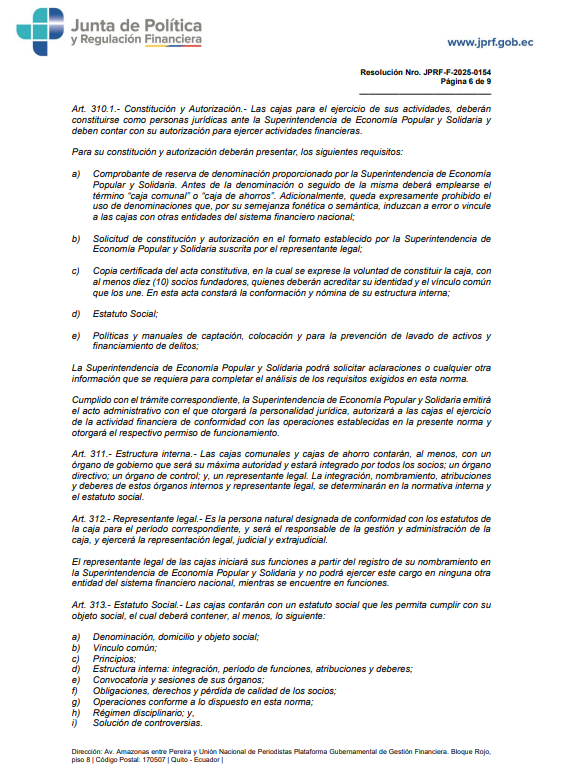 Junta de Política
y Regulación Financiera
www.jprf.gob.ec
Resolución Nro. JPRF-F-2025-0154
Página 6 de 9
Art. 310.1.- Constitución y Autorización.- Las cajas para el ejercicio de sus actividades, deberán
constituirse como personas jurídicas ante la Superintendencia de Economía Popular y Solidaria y
deben contar con su autorización para ejercer actividades financieras.
Para su constitución y autorización deberán presentar, los siguientes requisitos:
a) Comprobante de reserva de denominación proporcionado por la Superintendencia de Economía
Popular y Solidaria. Antes de la denominación o seguido de la misma deberá emplearse el
término "caja comunal" o "caja de ahorros". Adicionalmente, queda expresamente prohibido el
uso de denominaciones que, por su semejanza fonética o semántica, induzcan a error o vincule
a las cajas con otras entidades del sistema financiero nacional;
b) Solicitud de constitución y autorización en el formato establecido por la Superintendencia de
Economía Popular y Solidaria suscrita por el representante legal;
c) Copia certificada del acta constitutiva, en la cual se exprese la voluntad de constituir la caja, con
al menos diez (10) socios fundadores, quienes deberán acreditar su identidad y el vínculo común
que los une. En esta acta constará la conformación y nómina de su estructura interna;
d) Estatuto Social;
e) Políticas y manuales de captación, colocación y para la prevención de lavado de activos y
financiamiento de delitos;
La Superintendencia de Economía Popular y Solidaria podrá solicitar aclaraciones o cualquier otra
información que se requiera para completar el análisis de los requisitos exigidos en esta norma.
Cumplido con el trámite correspondiente, la Superintendencia de Economía Popular y Solidaria emitirá
el acto administrativo con el que otorgará la personalidad jurídica, autorizará a las cajas el ejercicio
de la actividad financiera de conformidad con las operaciones establecidas en la presente norma y
otorgará el respectivo permiso de funcionamiento.
Art. 311.- Estructura interna.- Las cajas comunales y cajas de ahorro contarán, al menos, con un
órgano de gobierno que será su máxima autoridad y estará integrado por todos los socios; un órgano
directivo; un órgano de control; y, un representante legal. La integración, nombramiento, atribuciones
y deberes de estos órganos internos y representante legal, se determinarán en la normativa interna y
el estatuto social.
Art. 312.- Representante legal.- Es la persona natural designada de conformidad con los estatutos de
la caja para el período correspondiente, y será el responsable de la gestión y administración de la
caja, y ejercerá la representación legal, judicial y extrajudicial.
El representante legal de las cajas iniciará sus funciones a partir del registro de su nombramiento en
la Superintendencia de Economía Popular y Solidaria y no podrá ejercer este cargo en ninguna otra
entidad del sistema financiero nacional, mientras se encuentre en funciones.
Art. 313.- Estatuto Social.- Las cajas contarán con un estatuto social que les permita cumplir con su
objeto social, el cual deberá contener, al menos, lo siguiente:
a) Denominación, domicilio y objeto social;
b) Vínculo común;
c) Principios;
d) Estructura interna: integración, período de funciones, atribuciones y deberes;
e) Convocatoria y sesiones de sus órganos;
f) Obligaciones, derechos y pérdida de calidad de los socios;
g) Operaciones conforme a lo dispuesto en esta norma;
h) Régimen disciplinario; y,
i) Solución de controversias.
Dirección: Av. Amazonas entre Pereira y Unión Nacional de Periodistas Plataforma Gubernamental de Gestión Financiera. Bloque Rojo,
piso 8 | Código Postal: 170507 | Quito - Ecuador |